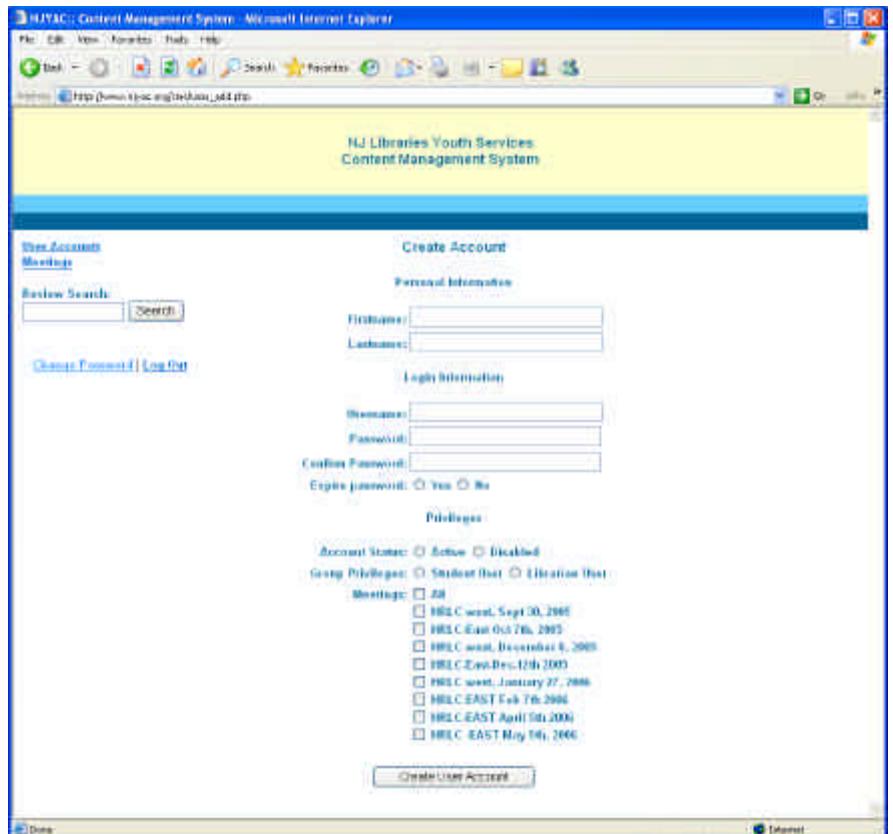 NJYAC:: Content Management System - Microsoft Internet Explorer
File Edit View Favorites Tools Help
Back Search Favorites
Go
NJ Libraries Youth Services
Content Management System
User Accounts
Meetings
Review Search:
Search
Change Password | Log Out
Create Account
Personal Information
Firstname:
Lastname:
Login Information
Username:
Password:
Confirm Password:
Expire password: Yes No
Privileges
Account Status: Active Disabled
Group Privileges: Student User Librarian User
Meetings: All
HRLC west, Sept 30, 2005
HRLC-East Oct 7th, 2005
HRLC west, December 8, 2005
HRLC-East-Dec.12th 2005
HRLC west, January 27, 2006
HRLC-EAST Feb 7th 2006
HRLC-EAST April 5th 2006
HRLC -EAST May 9th, 2006
Create User Account
Done Internet